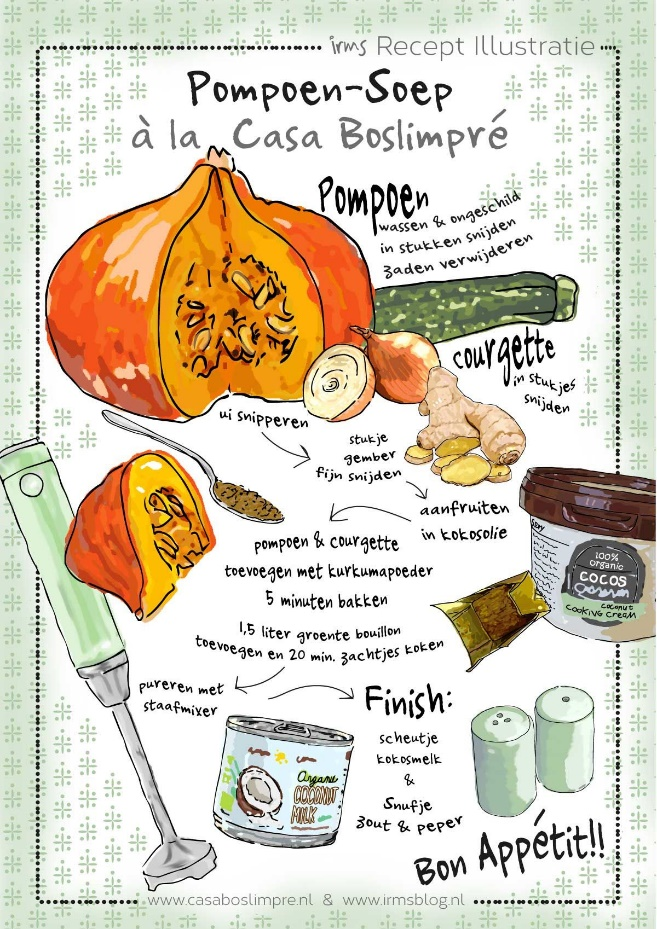 irms Recept Illustratie
Pompoen-Soep
à la Casa Boslimpré
Pompoen
wassen & ongeschild
in stukken snijden
zaden verwijderen
courgette
in stukjes
snijden
ui snipperen
stukje
gember
fijn snijden
aanfruiten
in kokosolie
pompoen & courgette
toevoegen met kurkumapoeder
5 minuten bakken
100%
organic
COCOS
coconut
COOKING CREAM
1,5 liter groente bouillon
toevoegen en 20 min. zachtjes koken
pureren met
staafmixer
Finish:
scheutje
kokosmelk
&
Snufje
zout & peper
Organic
COCONUT
MILK
Bon Appétit!!
www.casaboslimpre.nl & www.irmsblog.nl